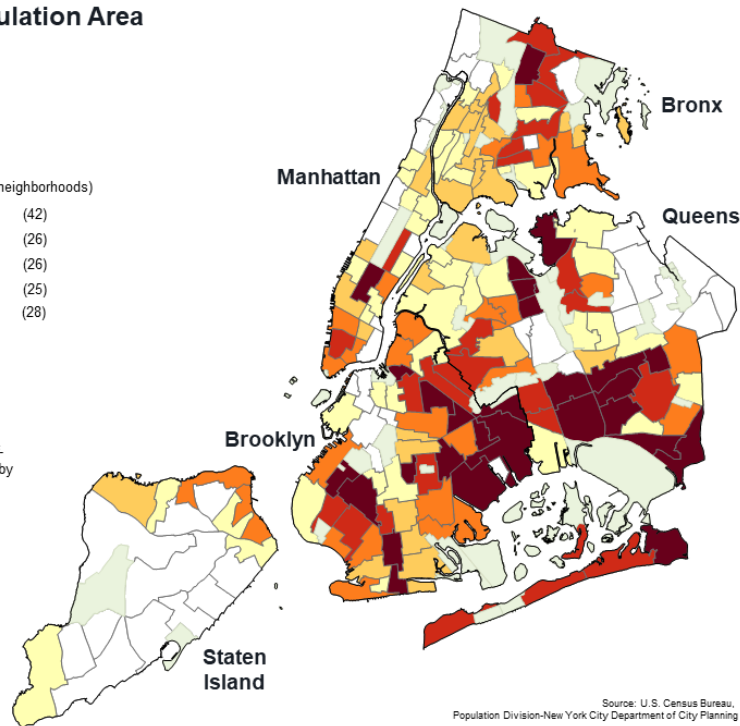 ulation Area
Bronx
Manhattan
neighborhoods)
(42)
Queens
(26)
(26)
(25)
(28)
Brooklyn
by
Staten
Island
Source: U.S. Census Bureau,
Population Division-New York City Department of City Planning